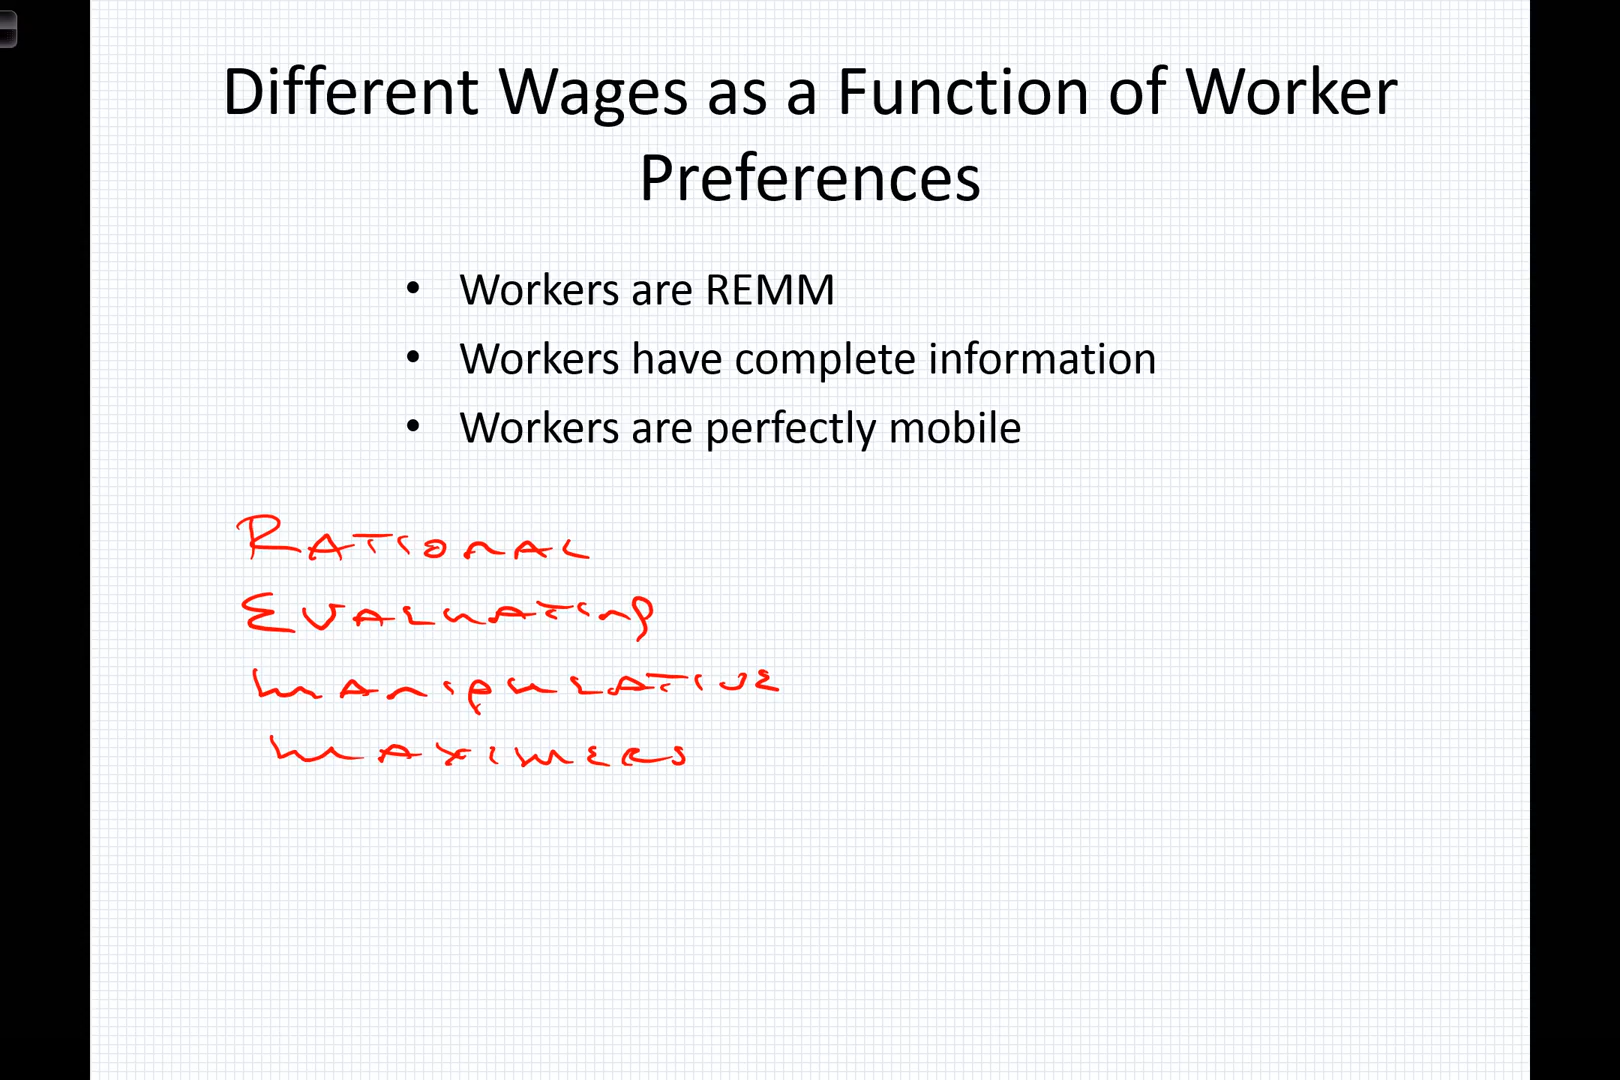 Different Wages as a Function of Worker
Preferences
• Workers are REMM
• Workers have complete information
• Workers are perfectly mobile
RATIONAL
EVALUATING
MANIPULATIVE
MAXIMERS